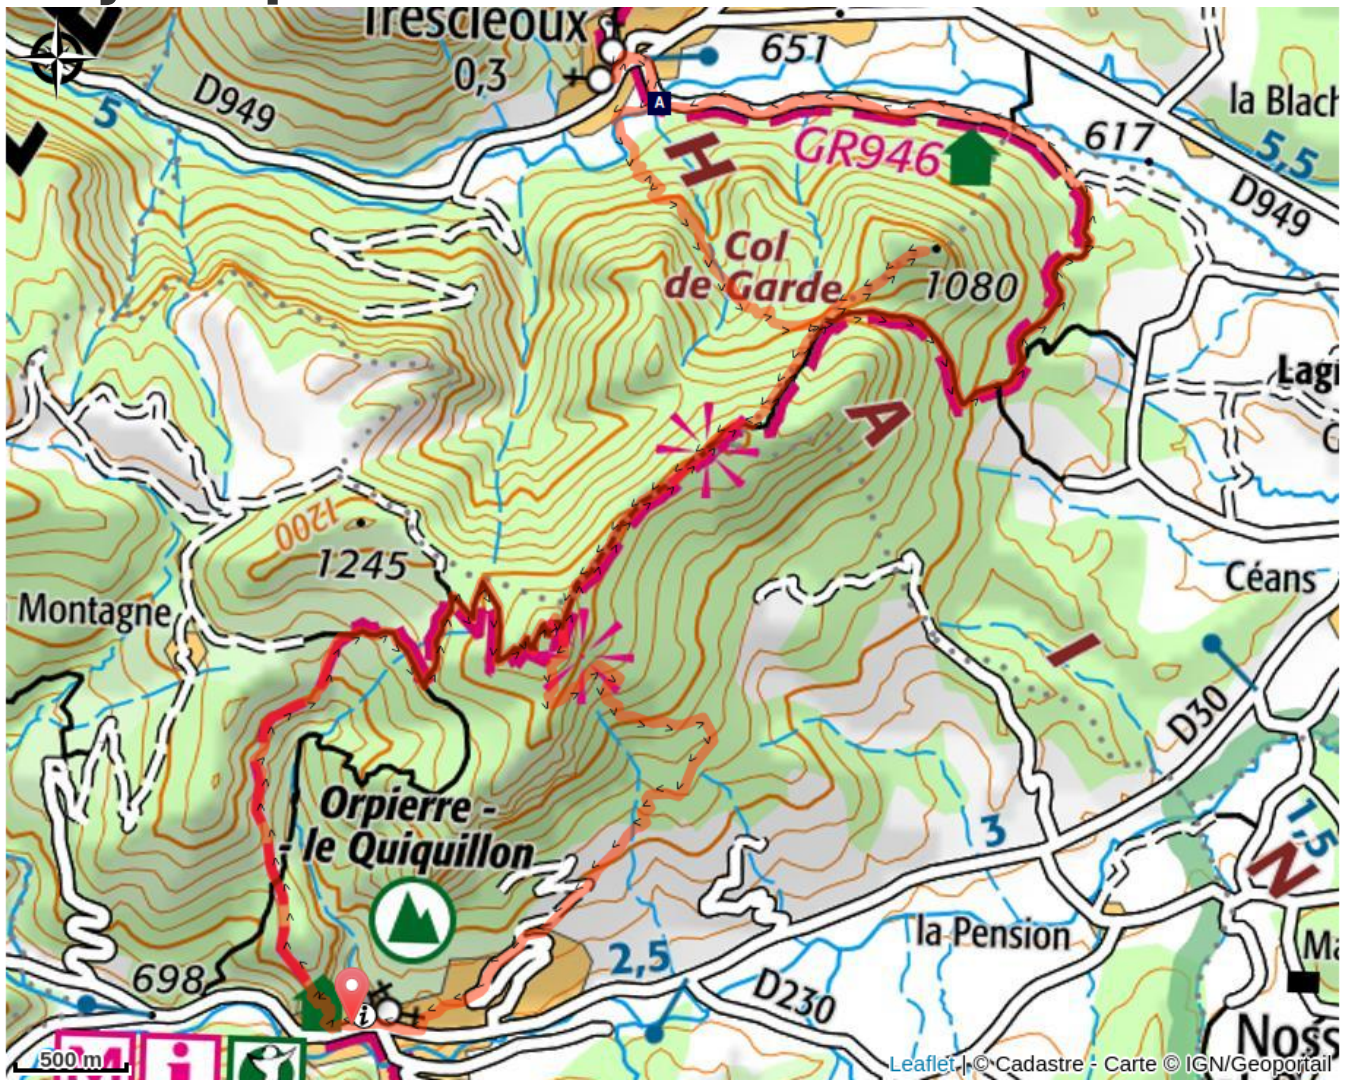 Trescléoux
0,3
651
D949
5
la Blach
5,5
617
D949
A
H
GR946
Col
de Garde
1080
Lagr
A
1200
1245
Montagne
Céans
I
D30
Orpierre -
le Quiquillon
3
1,5
N
la Pension
2,5
698
D230
Ma
Noss
i
M
i
500 m
Leaflet | © Cadastre - Carte © IGN/Geoportail